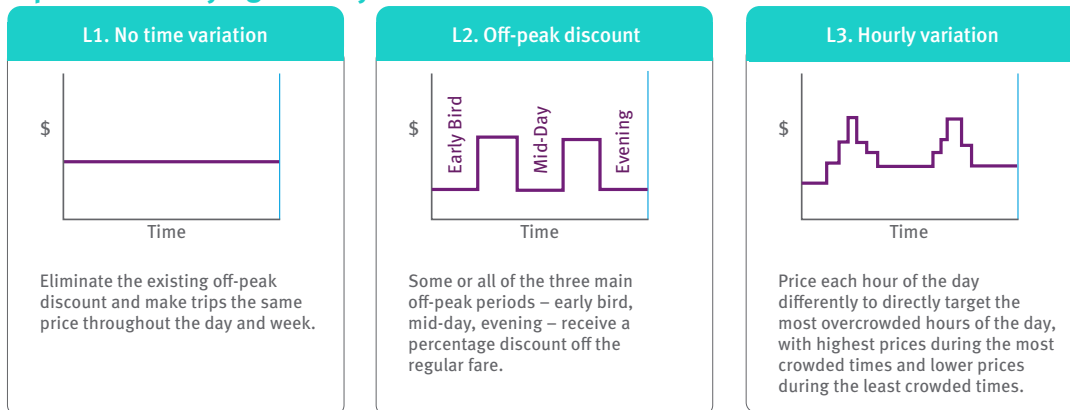 L1. No time variation
$
Time
Eliminate the existing off-peak
discount and make trips the same
price throughout the day and week.
L2. Off-peak discount
$
Early Bird
Mid-Day
Evening
Time
Some or all of the three main
off-peak periods – early bird,
mid-day, evening – receive a
percentage discount off the
regular fare.
L3. Hourly variation
$
Time
Price each hour of the day
differently to directly target the
most overcrowded hours of the day,
with highest prices during the most
crowded times and lower prices
during the least crowded times.